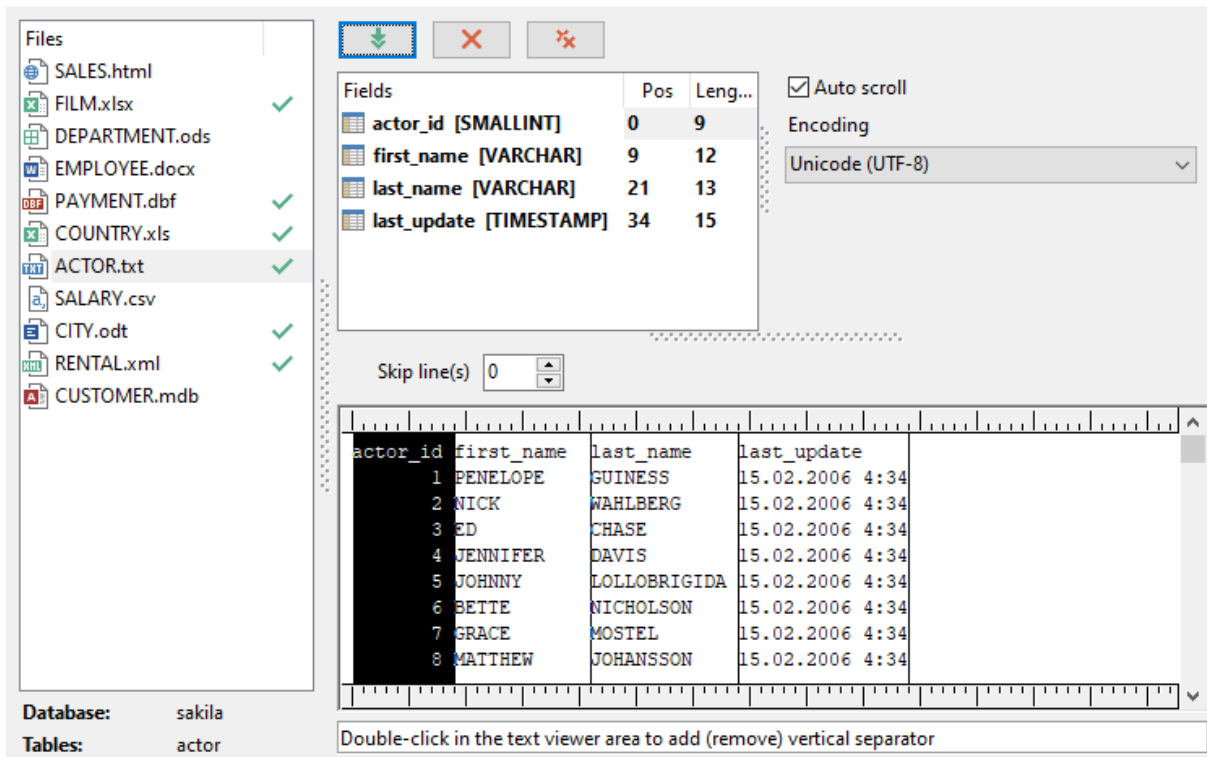 Files
SALES.html
FILM.xlsx
DEPARTMENT.ods
EMPLOYEE.docx
PAYMENT.dbf
COUNTRY.xls
ACTOR.txt
SALARY.csv
CITY.odt
RENTAL.xml
CUSTOMER.mdb
Database: sakila
Tables: actor
Fields Pos Leng...
actor_id [SMALLINT] 0 9
first_name [VARCHAR] 9 12
last_name [VARCHAR] 21 13
last_update [TIMESTAMP] 34 15
Auto scroll
Encoding
Unicode (UTF-8)
Skip line(s) 0
actor_id first_name last_name last_update
1 PENELOPE GUINESS 15.02.2006 4:34
2 NICK WAHLBERG 15.02.2006 4:34
3 ED CHASE 15.02.2006 4:34
4 JENNIFER DAVIS 15.02.2006 4:34
5 JOHNNY LOLLOBRIGIDA 15.02.2006 4:34
6 BETTE NICHOLSON 15.02.2006 4:34
7 GRACE MOSTEL 15.02.2006 4:34
8 MATTHEW JOHANSSON 15.02.2006 4:34
Double-click in the text viewer area to add (remove) vertical separator